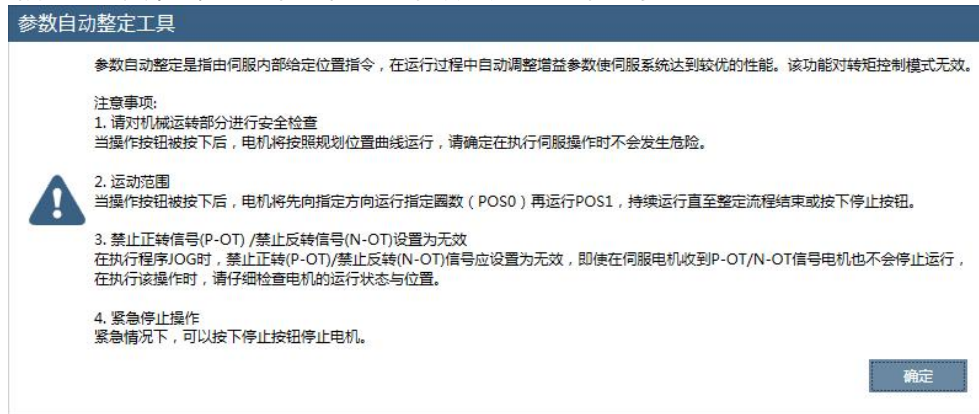 参数自动整定工具
参数自动整定是指由伺服内部给定位置指令，在运行过程中自动调整增益参数使伺服系统达到较优的性能。该功能对转矩控制模式无效。
注意事项:
1. 请对机械运转部分进行安全检查
当操作按钮被按下后，电机将按照规划位置曲线运行，请确定在执行伺服操作时不会发生危险。
2. 运动范围
当操作按钮被按下后，电机将先向指定方向运行指定圈数（POS0）再运行POS1，持续运行直至整定流程结束或按下停止按钮。
3. 禁止正转信号(P-OT) /禁止反转信号(N-OT)设置为无效
在执行程序JOG时，禁止正转(P-OT)/禁止反转(N-OT)信号应设置为无效，即使在伺服电机收到P-OT/N-OT信号电机也不会停止运行，
在执行该操作时，请仔细检查电机的运行状态与位置。
4. 紧急停止操作
紧急情况下，可以按下停止按钮停止电机。
确定